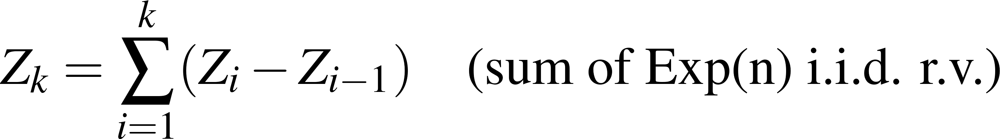 $Z_k = \sum_{i=1}^{k} (Z_i - Z_{i-1})$ (sum of Exp(n) i.i.d. r.v.)